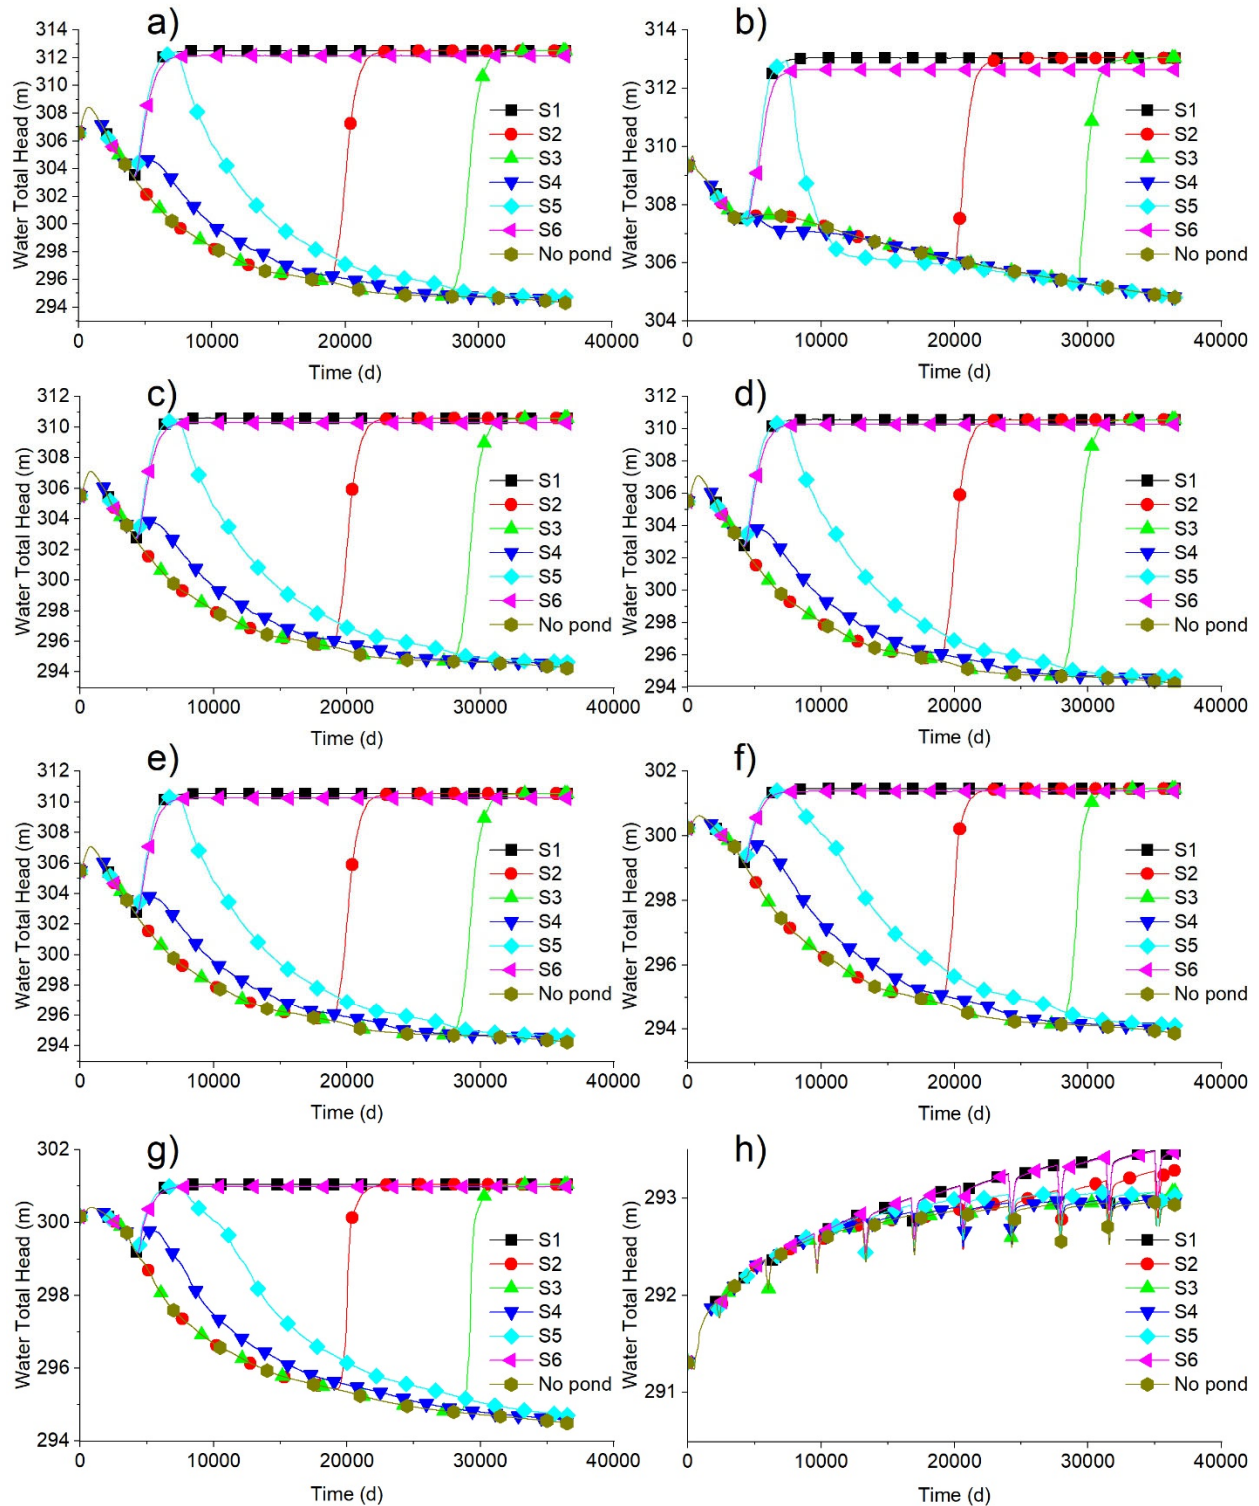 a)
314
312
310
308
306
304
302
300
298
296
294
Water Total Head (m)
0 10000 20000 30000 40000
Time (d)
S1
S2
S3
S4
S5
S6
No pond
b)
314
312
310
308
306
304
Water Total Head (m)
0 10000 20000 30000 40000
Time (d)
S1
S2
S3
S4
S5
S6
No pond
c)
312
310
308
306
304
302
300
298
296
294
Water Total Head (m)
0 10000 20000 30000 40000
Time (d)
S1
S2
S3
S4
S5
S6
No pond
d)
312
310
308
306
304
302
300
298
296
294
Water Total Head (m)
0 10000 20000 30000 40000
Time (d)
S1
S2
S3
S4
S5
S6
No pond
e)
312
310
308
306
304
302
300
298
296
294
Water Total Head (m)
0 10000 20000 30000 40000
Time (d)
S1
S2
S3
S4
S5
S6
No pond
f)
302
300
298
296
294
Water Total Head (m)
0 10000 20000 30000 40000
Time (d)
S1
S2
S3
S4
S5
S6
No pond
g)
302
300
298
296
294
Water Total Head (m)
0 10000 20000 30000 40000
Time (d)
S1
S2
S3
S4
S5
S6
No pond
h)
293
292
291
Water Total Head (m)
0 10000 20000 30000 40000
Time (d)
S1
S2
S3
S4
S5
S6
No pond